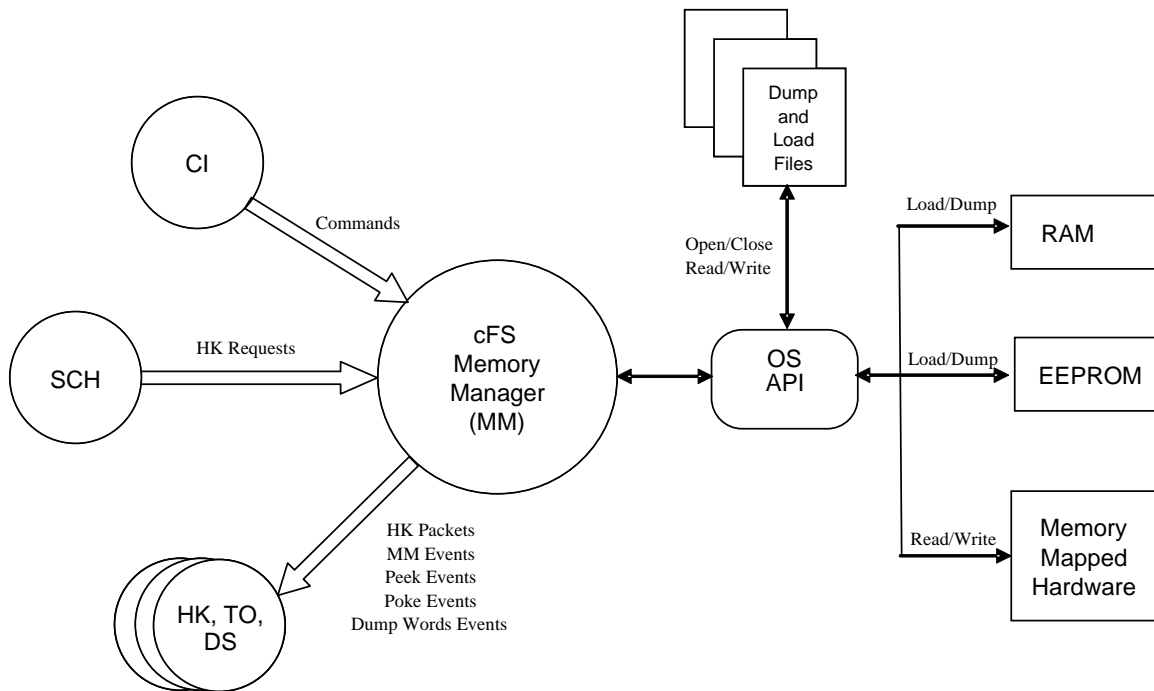 CI
Commands
SCH
HK Requests
cFS
Memory
Manager
(MM)
HK Packets
MM Events
Peek Events
Poke Events
Dump Words Events
HK, TO,
DS
Dump
and
Load
Files
Open/Close
Read/Write
OS
API
Load/Dump
RAM
Load/Dump
EEPROM
Read/Write
Memory
Mapped
Hardware